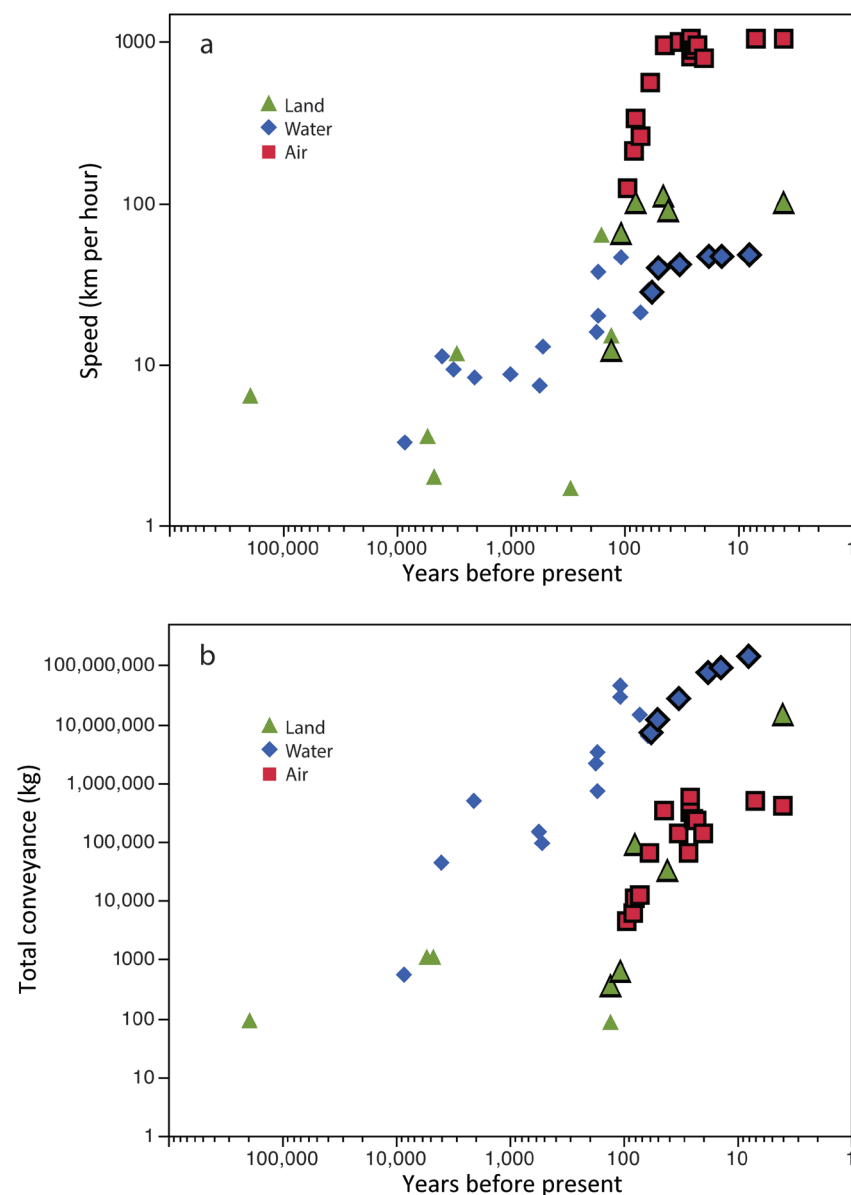 a
1000
100
10
1
Speed (km per hour)
Land
Water
Air
100,000 10,000 1,000 100 10 1
Years before present
b
100,000,000
10,000,000
1,000,000
100,000
10,000
1000
100
10
1
Total conveyance (kg)
Land
Water
Air
100,000 10,000 1,000 100 10 1
Years before present